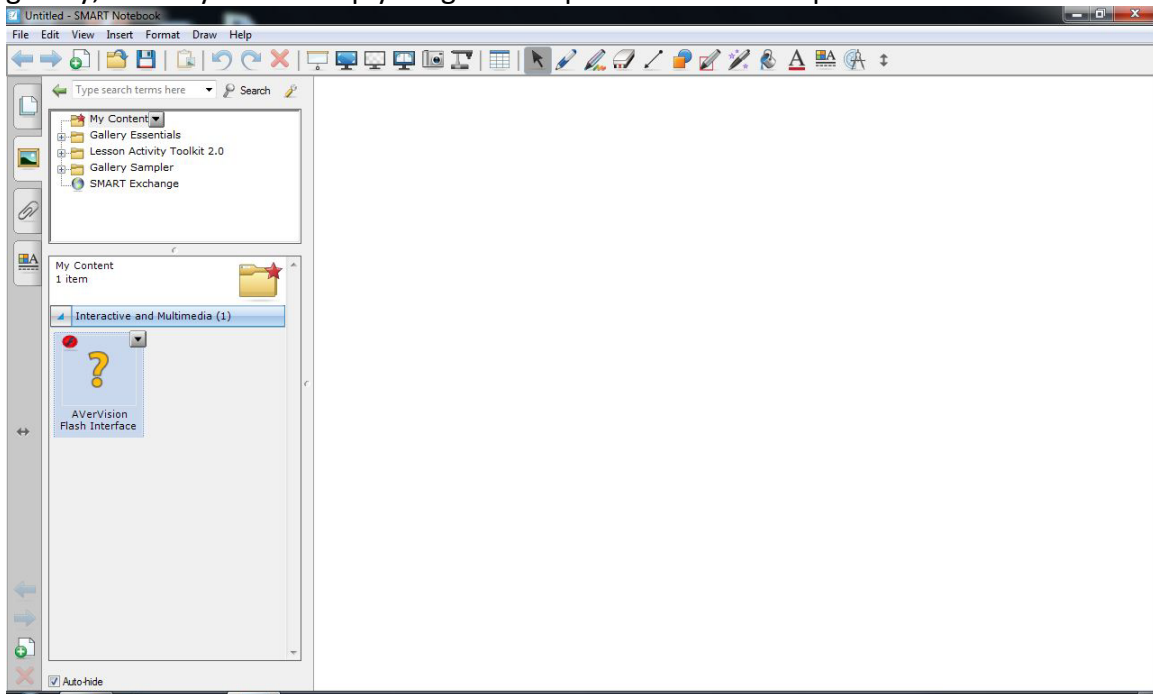 Untitled - SMART Notebook
File Edit View Insert Format Draw Help
Type search terms here Search
My Content
Gallery Essentials
Lesson Activity Toolkit 2.0
Gallery Sampler
SMART Exchange
My Content
1 item
Interactive and Multimedia (1)
AVerVision
Flash Interface
Auto-hide